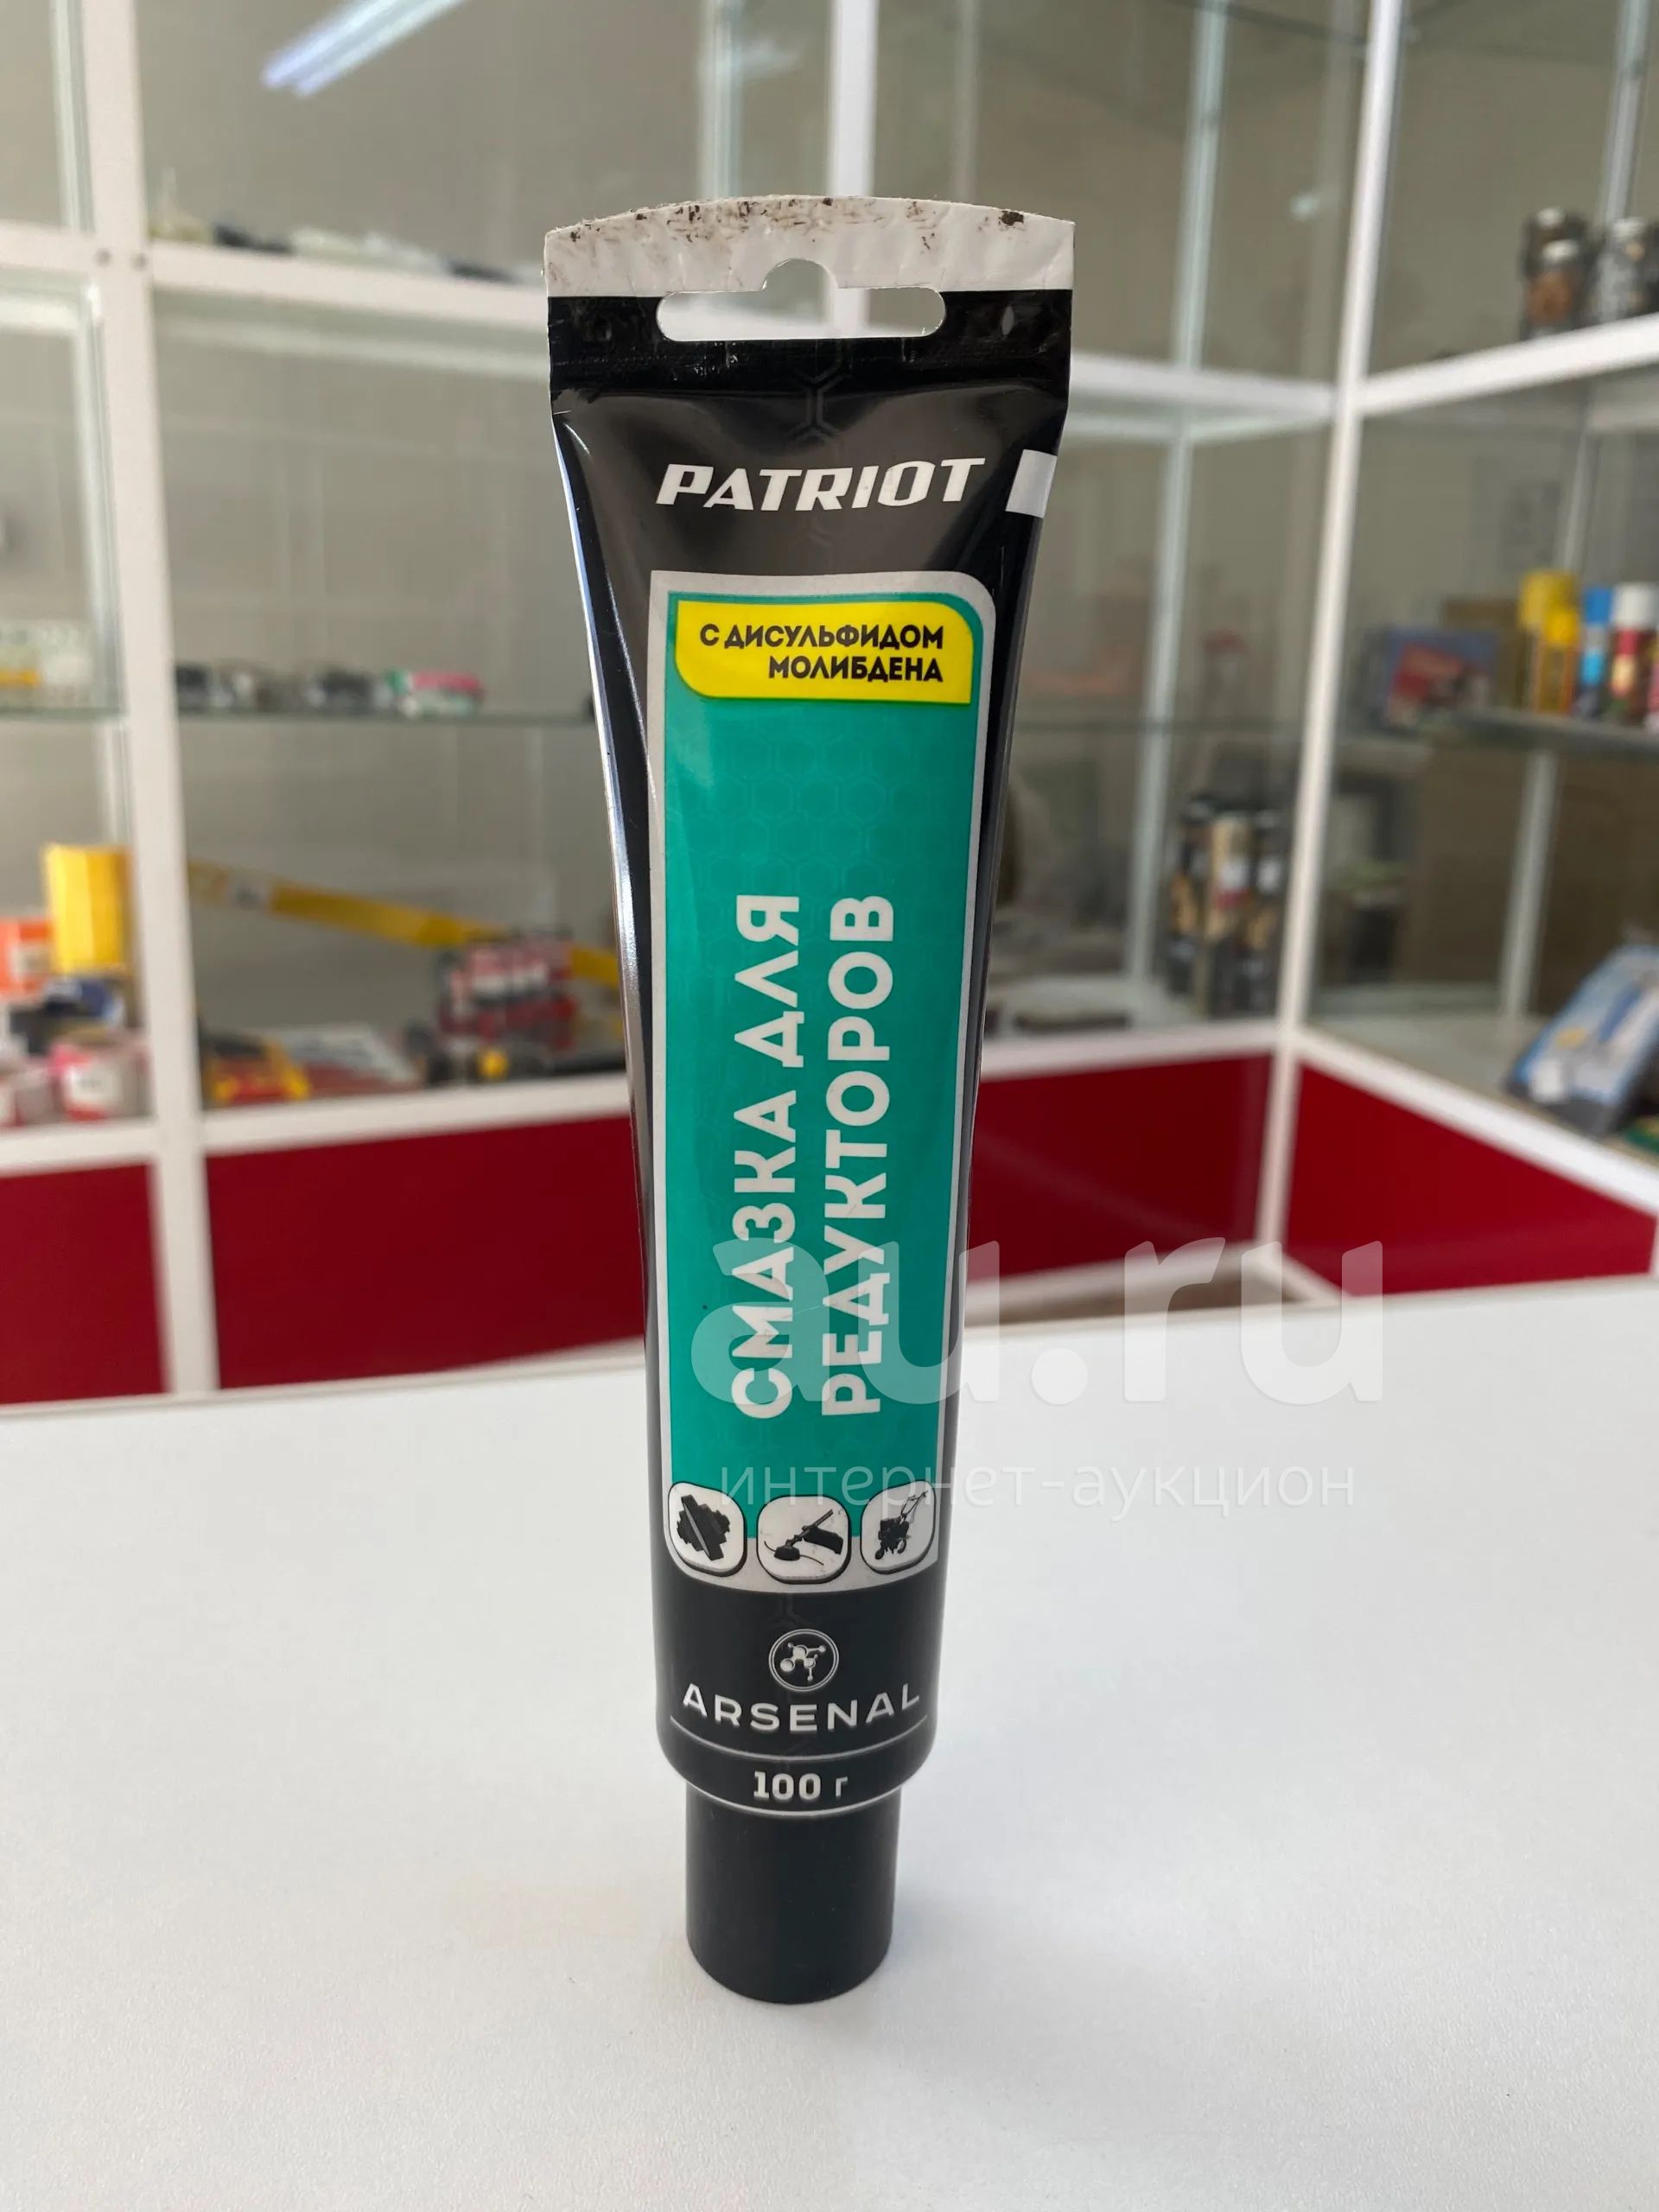 PATRIOT
С ДИСУЛЬФИДОМ
МОЛИБДЕНА
СМАЗКА ДЛЯ
РЕДУКТОРОВ
au.ru
интернет-аукцион
ARSENAL
100 г